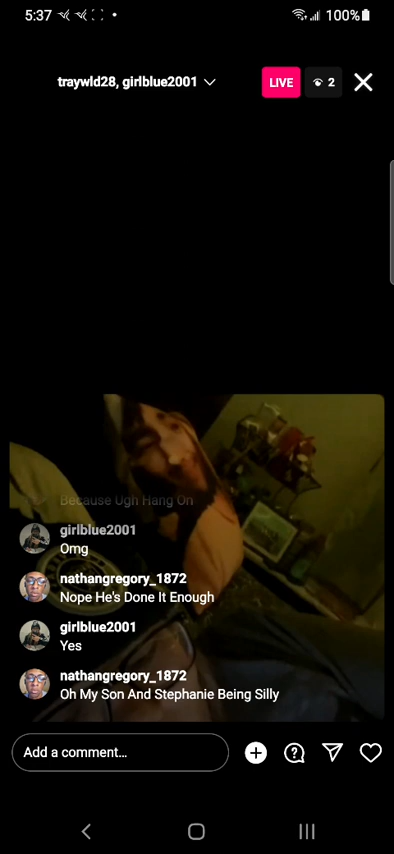 5:37
100%
traywld28, girlblue2001
LIVE
2
Because Ugh Hang On
girlblue2001
Omg
nathangregory_1872
Nope He's Done It Enough
girlblue2001
Yes
nathangregory_1872
Oh My Son And Stephanie Being Silly
Add a comment...